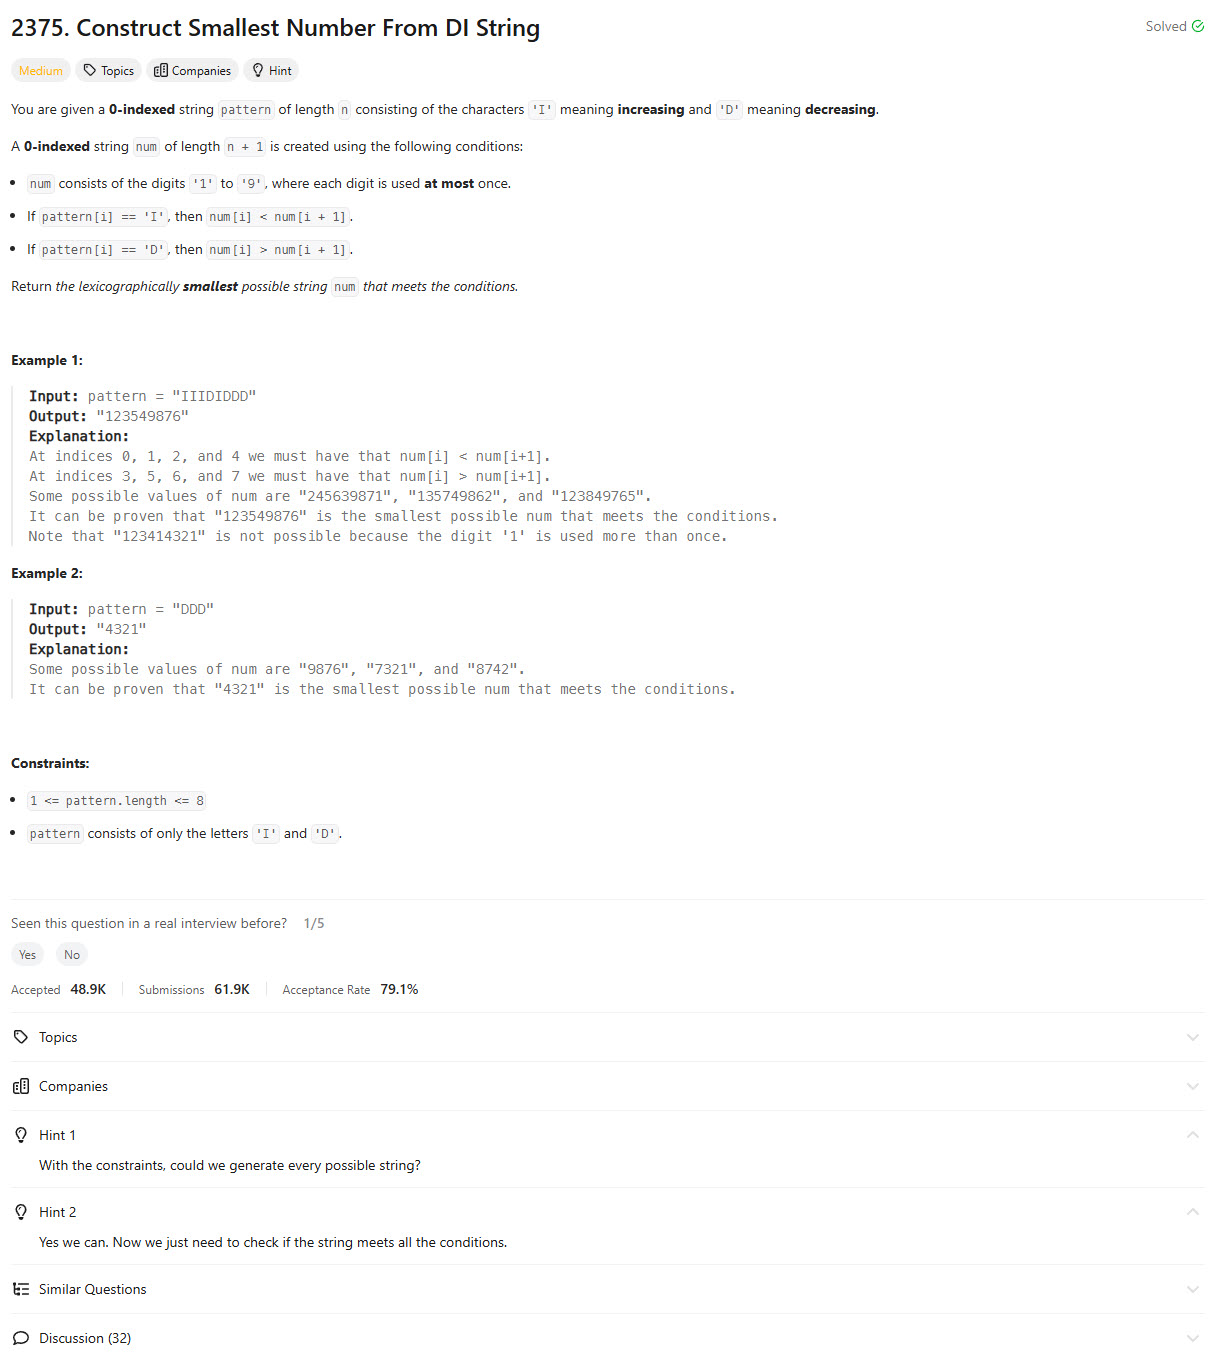 2375. Construct Smallest Number From DI String
Solved
Medium Topics Companies Hint
You are given a 0-indexed string pattern of length n consisting of the characters 'I' meaning increasing and 'D' meaning decreasing.
A 0-indexed string num of length n + 1 is created using the following conditions:
• num consists of the digits '1' to '9', where each digit is used at most once.
• If pattern[i] == 'I', then num[i] < num[i + 1].
• If pattern[i] == 'D', then num[i] > num[i + 1].
Return the lexicographically smallest possible string num that meets the conditions.
Example 1:
Input: pattern = "IIIDIDDD"
Output: "123549876"
Explanation:
At indices 0, 1, 2, and 4 we must have that num[i] < num[i+1].
At indices 3, 5, 6, and 7 we must have that num[i] > num[i+1].
Some possible values of num are "245639871", "135749862", and "123849765".
It can be proven that "123549876" is the smallest possible num that meets the conditions.
Note that "123414321" is not possible because the digit '1' is used more than once.
Example 2:
Input: pattern = "DDD"
Output: "4321"
Explanation:
Some possible values of num are "9876", "7321", and "8742".
It can be proven that "4321" is the smallest possible num that meets the conditions.
Constraints:
• 1 <= pattern.length <= 8
• pattern consists of only the letters 'I' and 'D'.
Seen this question in a real interview before? 1/5
Yes No
Accepted 48.9K Submissions 61.9K Acceptance Rate 79.1%
Topics
Companies
Hint 1
With the constraints, could we generate every possible string?
Hint 2
Yes we can. Now we just need to check if the string meets all the conditions.
Similar Questions
Discussion (32)